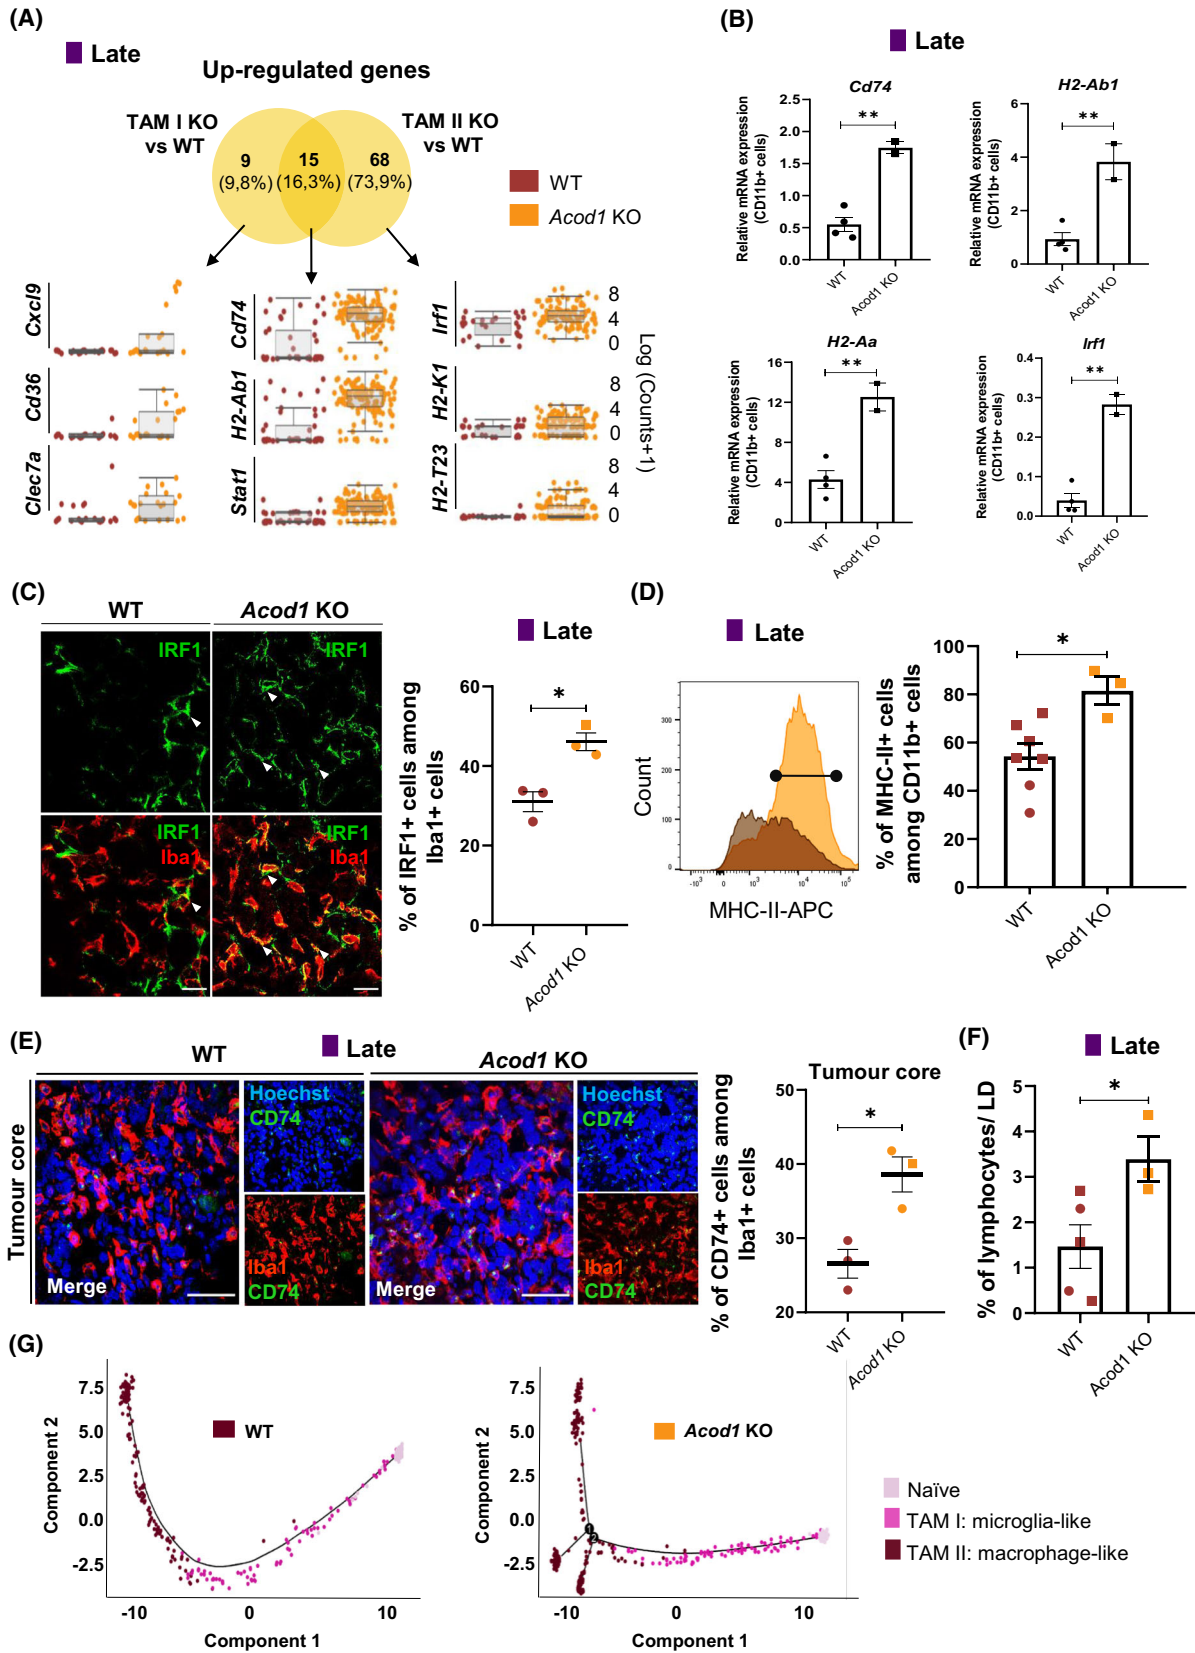 (A)
Late
Up-regulated genes
TAM I KO
vs WT
TAM II KO
vs WT
9
(9,8%)
15
(16,3%)
68
(73,9%)
WT
Acod1 KO
Cxcl9
Cd36
Clec7a
Cd74
H2-Ab1
Stat1
Irf1
H2-K1
H2-T23
8
4
0
8
4
0
8
4
0
Log (Counts+1)
(B)
Late
Cd74
Relative mRNA expression
(CD11b+ cells)
2.5
2.0
1.5
1.0
0.5
0.0
**
WT
Acod1 KO
H2-Ab1
Relative mRNA expression
(CD11b+ cells)
6
4
2
0
**
WT
Acod1 KO
H2-Aa
Relative mRNA expression
(CD11b+ cells)
16
12
8
4
0
**
WT
Acod1 KO
Irf1
Relative mRNA expression
(CD11b+ cells)
0.4
0.3
0.2
0.1
0.0
**
WT
Acod1 KO
(C)
WT
Acod1 KO
IRF1
IRF1
IRF1
Iba1
IRF1
Iba1
Late
% of IRF1+ cells among
Iba1+ cells
60
40
20
0
*
WT
Acod1 KO
(D)
Late
Count
300
200
100
0
-10³
0
10³
10⁴
10⁵
MHC-II-APC
% of MHC-II+ cells
among CD11b+ cells
100
80
60
40
20
0
*
WT
Acod1 KO
(E)
WT
Late
Acod1 KO
Tumour core
Merge
Hoechst
CD74
Iba1
CD74
Merge
Hoechst
CD74
Iba1
CD74
Tumour core
% of CD74+ cells among
Iba1+ cells
50
40
30
20
*
WT
Acod1 KO
(F)
Late
% of lymphocytes/ LD
5
4
3
2
1
0
*
WT
Acod1 KO
(G)
Component 2
7.5
5.0
2.5
0.0
-2.5
WT
-10
0
10
Component 1
Component 2
7.5
5.0
2.5
0.0
-2.5
Acod1 KO
1
2
-10
0
10
Component 1
Naïve
TAM I: microglia-like
TAM II: macrophage-like